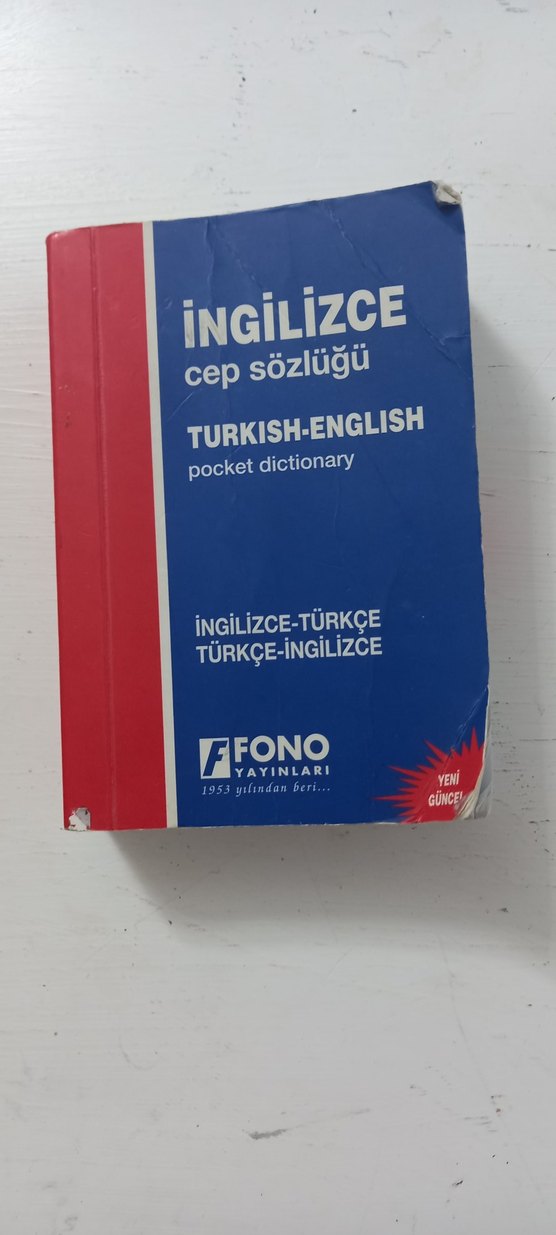 İNGİLİZCE
cep sözlüğü
TURKISH-ENGLISH
pocket dictionary
İNGİLİZCE-TÜRKÇE
TÜRKÇE-İNGİLİZCE
FONO
YAYINLARI
1953 yılından beri...
YENİ
GÜNCEL